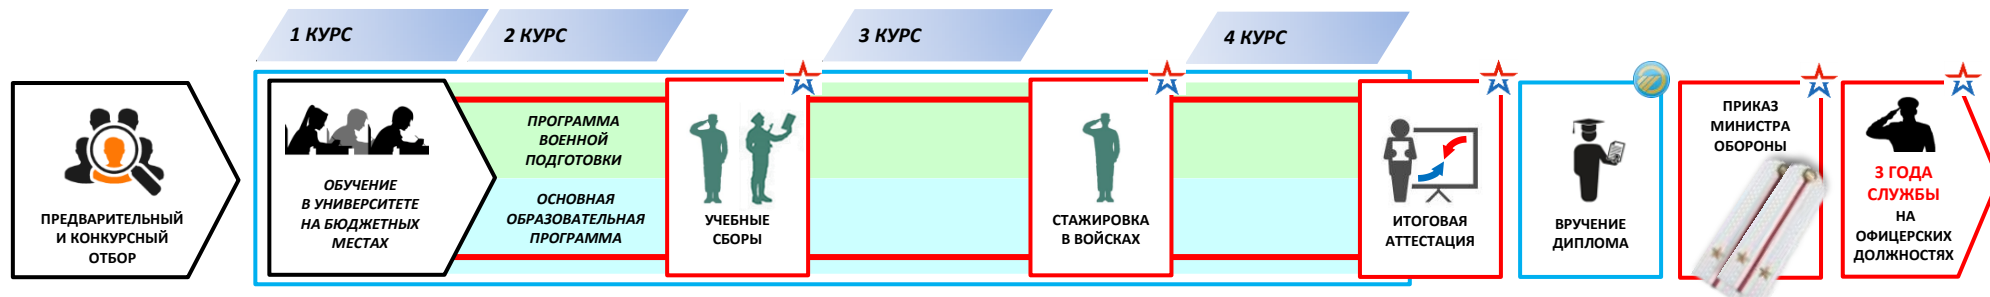 1 КУРС
2 КУРС
3 КУРС
4 КУРС
ПРЕДВАРИТЕЛЬНЫЙ
И КОНКУРСНЫЙ
ОТБОР
ОБУЧЕНИЕ
В УНИВЕРСИТЕТЕ
НА БЮДЖЕТНЫХ
МЕСТАХ
ПРОГРАММА
ВОЕННОЙ
ПОДГОТОВКИ
ОСНОВНАЯ
ОБРАЗОВАТЕЛЬНАЯ
ПРОГРАММА
УЧЕБНЫЕ
СБОРЫ
СТАЖИРОВКА
В ВОЙСКАХ
ИТОГОВАЯ
АТТЕСТАЦИЯ
ВРУЧЕНИЕ
ДИПЛОМА
ПРИКАЗ
МИНИСТРА
ОБОРОНЫ
3 ГОДА
СЛУЖБЫ
НА
ОФИЦЕРСКИХ
ДОЛЖНОСТЯХ